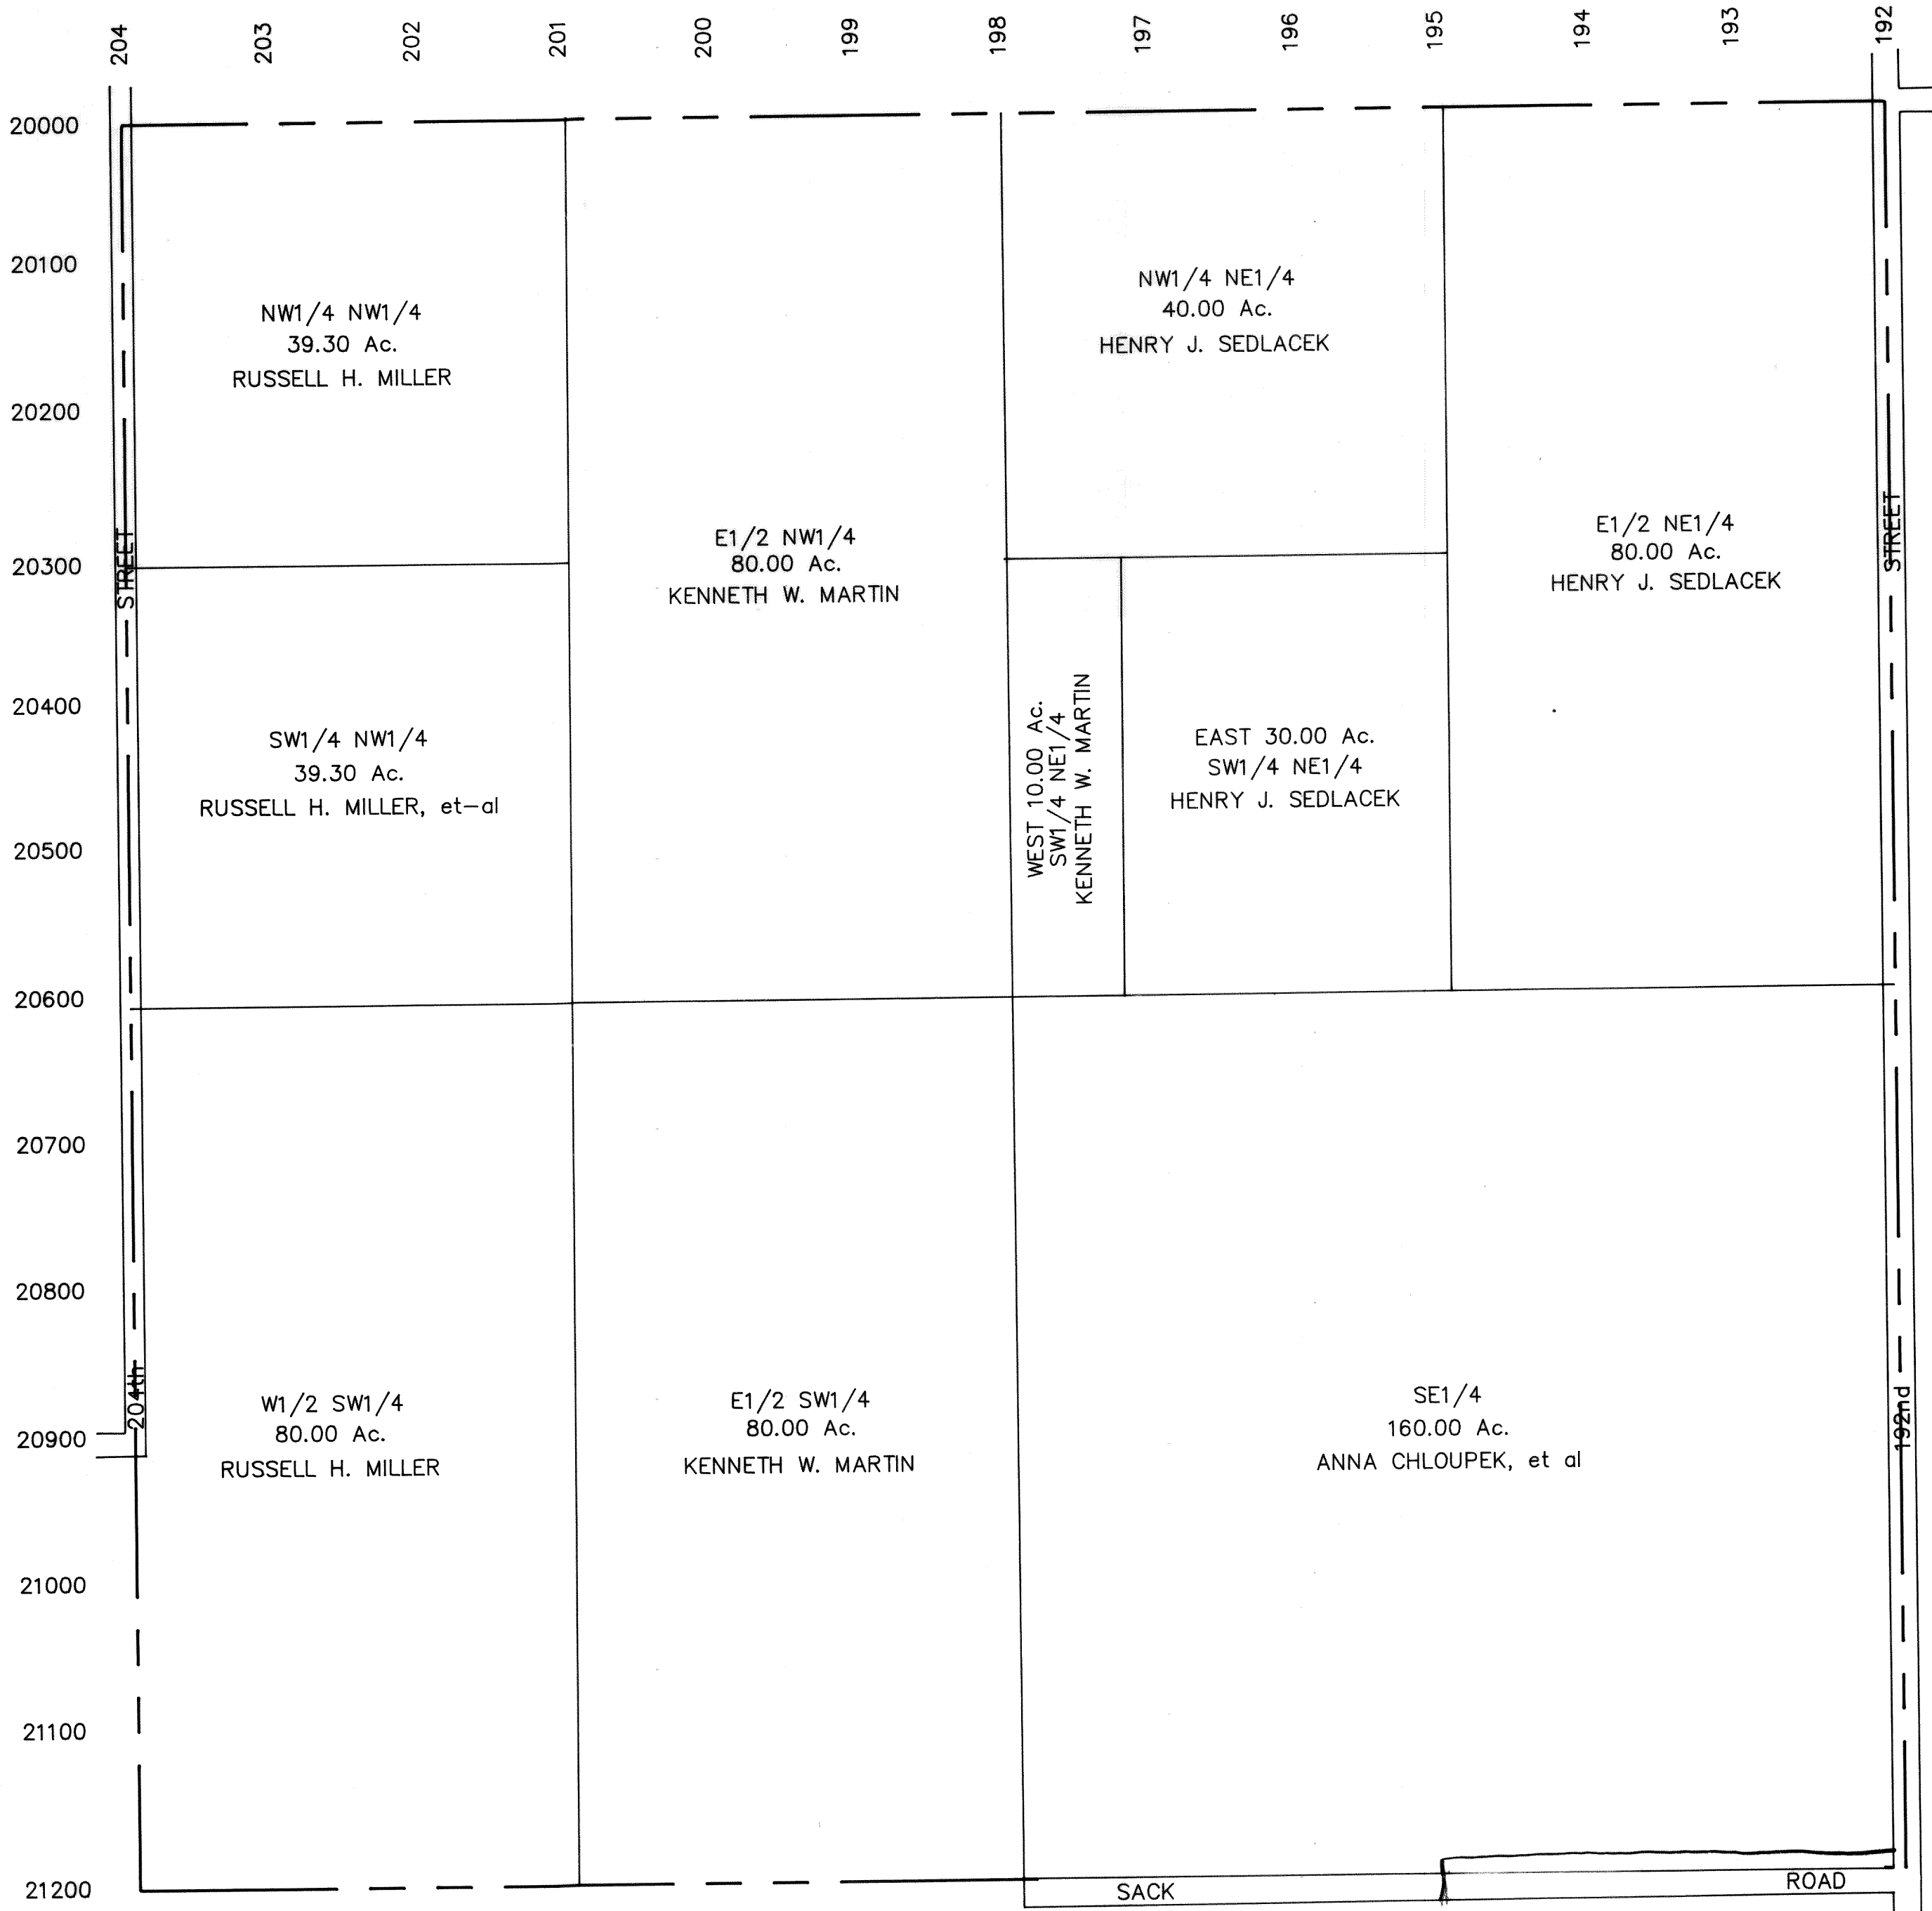 204
203
202
201
200
199
198
197
196
195
194
193
192
20000
20100
20200
20300
20400
20500
20600
20700
20800
20900
21000
21100
21200
NW1/4 NW1/4
39.30 Ac.
RUSSELL H. MILLER
NW1/4 NE1/4
40.00 Ac.
HENRY J. SEDLACEK
E1/2 NW1/4
80.00 Ac.
KENNETH W. MARTIN
E1/2 NE1/4
80.00 Ac.
HENRY J. SEDLACEK
STREET
STREET
SW1/4 NW1/4
39.30 Ac.
RUSSELL H. MILLER, et-al
WEST 10.00 Ac.
SW1/4 NE1/4
KENNETH W. MARTIN
EAST 30.00 Ac.
SW1/4 NE1/4
HENRY J. SEDLACEK
204th
W1/2 SW1/4
80.00 Ac.
RUSSELL H. MILLER
E1/2 SW1/4
80.00 Ac.
KENNETH W. MARTIN
SE1/4
160.00 Ac.
ANNA CHLOUPEK, et al
192nd
SACK
ROAD